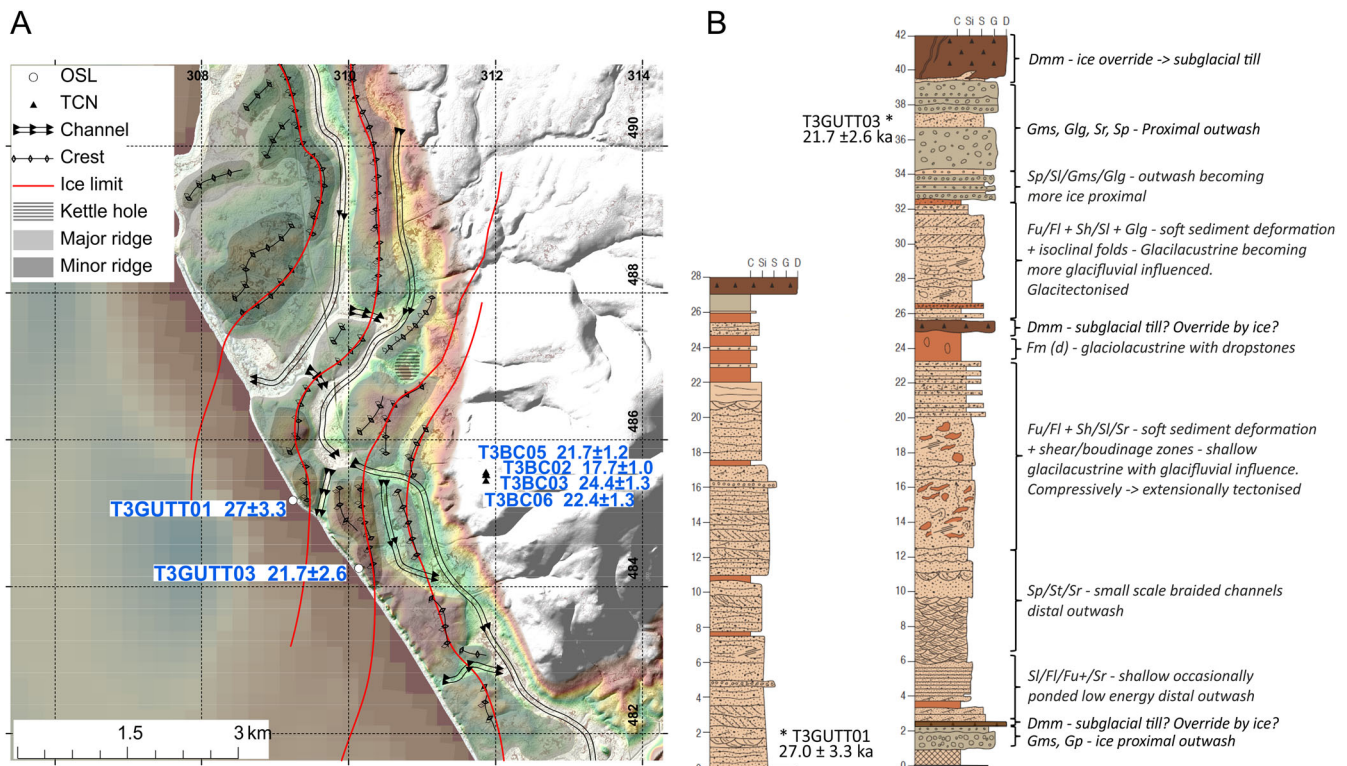 A
OSL
TCN
Channel
Crest
Ice limit
Kettle hole
Major ridge
Minor ridge
308
310
312
314
490
488
486
484
482
T3BC05 21.7±1.2
T3BC02 17.7±1.0
T3BC03 24.4±1.3
T3BC06 22.4±1.3
T3GUTT01 27±3.3
T3GUTT03 21.7±2.6
1.5
3 km
B
C Si S G D
28
26
24
22
20
18
16
14
12
10
8
6
4
2
0
* T3GUTT01
27.0 ± 3.3 ka
C Si S G D
42
40
38
36
34
32
30
28
26
24
22
20
18
16
14
12
10
8
6
4
2
0
T3GUTT03 *
21.7 ±2.6 ka
Dmm - ice override -> subglacial till
Gms, Glg, Sr, Sp - Proximal outwash
Sp/Sl/Gms/Glg - outwash becoming
more ice proximal
Fu/Fl + Sh/Sl + Glg - soft sediment deformation
+ isoclinal folds - Glacilacustrine becoming
more glacifluvial influenced.
Glacitectonised
Dmm - subglacial till? Override by ice?
Fm (d) - glaciolacustrine with dropstones
Fu/Fl + Sh/Sl/Sr - soft sediment deformation
+ shear/boudinage zones - shallow
glacilacustrine with glacifluvial influence.
Compressively -> extensionally tectonised
Sp/St/Sr - small scale braided channels
distal outwash
Sl/Fl/Fu+/Sr - shallow occasionally
ponded low energy distal outwash
Dmm - subglacial till? Override by ice?
Gms, Gp - ice proximal outwash